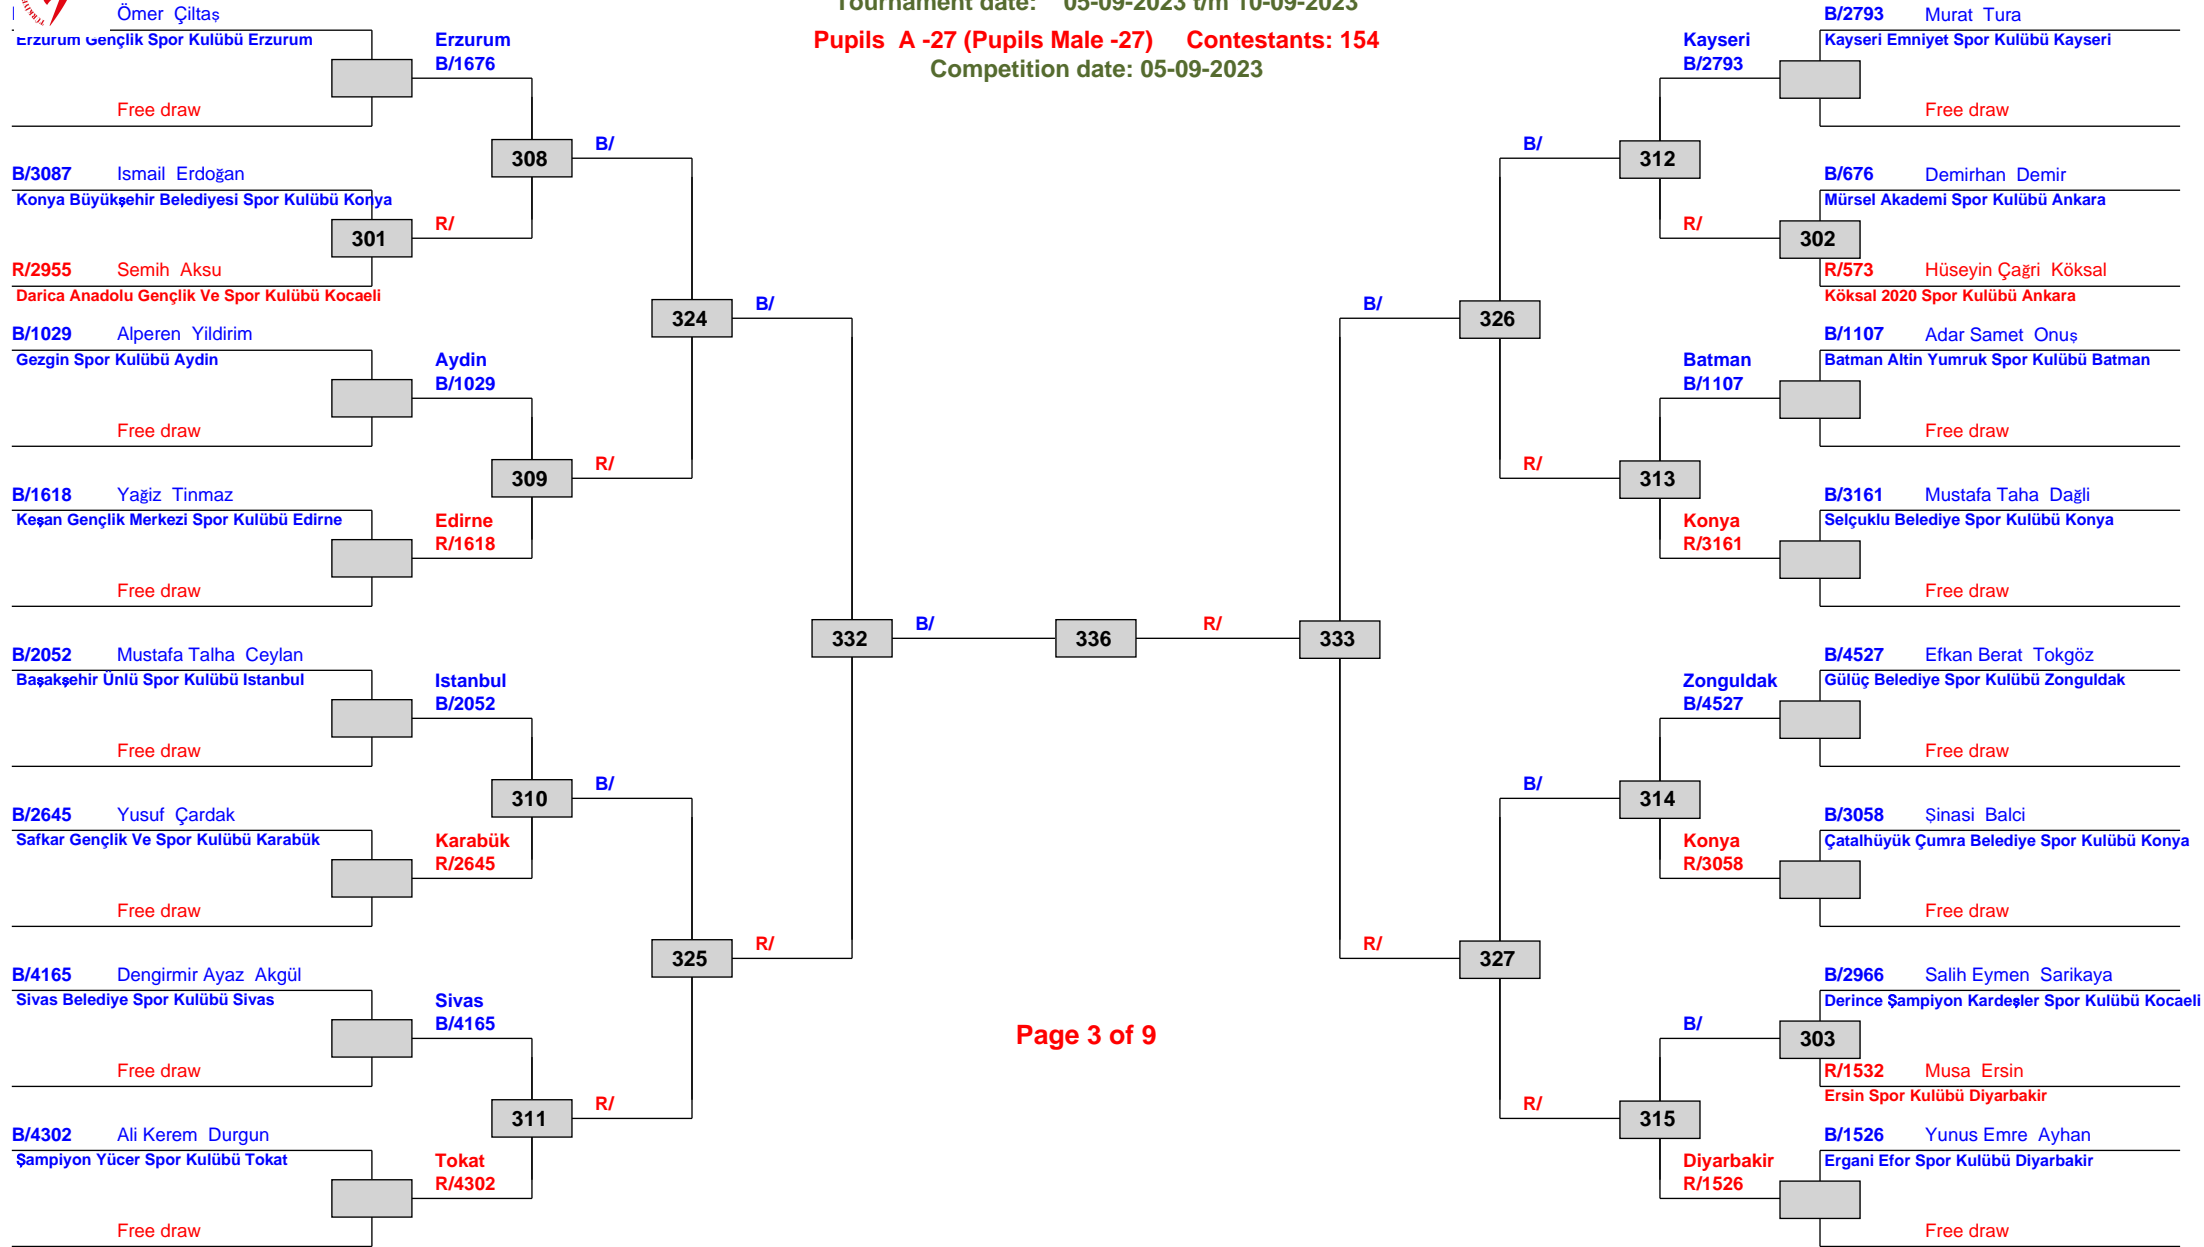 Tournament date: 05-09-2023 t/m 10-09-2023
Pupils A -27 (Pupils Male -27) Contestants: 154
Competition date: 05-09-2023
Ömer Çiltaş
Erzurum Gençlik Spor Kulübü Erzurum
Erzurum
B/1676
Free draw
308
B/
B/3087 Ismail Erdoğan
Konya Büyükşehir Belediyesi Spor Kulübü Konya
301
R/
R/2955 Semih Aksu
Darica Anadolu Gençlik Ve Spor Kulübü Kocaeli
324
B/
B/1029 Alperen Yildirim
Gezgin Spor Kulübü Aydin
Aydin
B/1029
Free draw
309
R/
B/1618 Yağiz Tinmaz
Keşan Gençlik Merkezi Spor Kulübü Edirne
Edirne
R/1618
Free draw
332
B/
336
R/
333
B/2052 Mustafa Talha Ceylan
Başakşehir Ünlü Spor Kulübü Istanbul
Istanbul
B/2052
Free draw
310
B/
B/2645 Yusuf Çardak
Safkar Gençlik Ve Spor Kulübü Karabük
Karabük
R/2645
Free draw
325
R/
B/4165 Dengirmir Ayaz Akgül
Sivas Belediye Spor Kulübü Sivas
Sivas
B/4165
Free draw
311
R/
B/4302 Ali Kerem Durgun
Şampiyon Yücer Spor Kulübü Tokat
Tokat
R/4302
Free draw
Page 3 of 9
B/2793 Murat Tura
Kayseri Emniyet Spor Kulübü Kayseri
Kayseri
B/2793
Free draw
B/
312
B/676 Demirhan Demir
Mürsel Akademi Spor Kulübü Ankara
R/
302
R/573 Hüseyin Çağri Köksal
Köksal 2020 Spor Kulübü Ankara
B/
326
B/1107 Adar Samet Onuş
Batman Altin Yumruk Spor Kulübü Batman
Batman
B/1107
Free draw
R/
313
B/3161 Mustafa Taha Dağli
Selçuklu Belediye Spor Kulübü Konya
Konya
R/3161
Free draw
B/4527 Efkan Berat Tokgöz
Gülüç Belediye Spor Kulübü Zonguldak
Zonguldak
B/4527
Free draw
B/
314
B/3058 Şinasi Balci
Çatalhüyük Çumra Belediye Spor Kulübü Konya
Konya
R/3058
Free draw
R/
327
B/2966 Salih Eymen Sarikaya
Derince Şampiyon Kardeşler Spor Kulübü Kocaeli
B/
303
R/1532 Musa Ersin
Ersin Spor Kulübü Diyarbakir
R/
315
B/1526 Yunus Emre Ayhan
Ergani Efor Spor Kulübü Diyarbakir
Diyarbakir
R/1526
Free draw